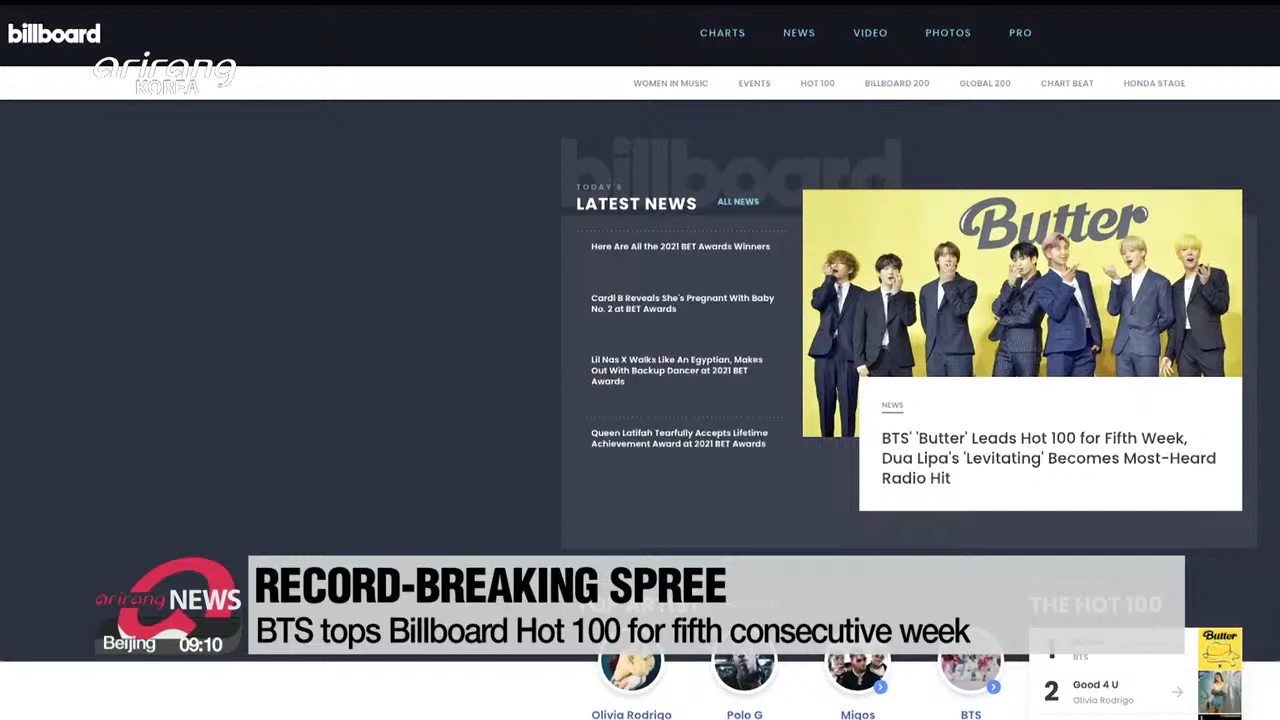 billboard
CHARTS NEWS VIDEO PHOTOS PRO
arirang
KOREA
WOMEN IN MUSIC EVENTS HOT 100 BILLBOARD 200 GLOBAL 200 CHART BEAT HONDA STAGE
billboard
TODAY'S
LATEST NEWS ALL NEWS
Here Are All the 2021 BET Awards Winners
Cardi B Reveals She's Pregnant With Baby
No. 2 at BET Awards
Lil Nas X Walks Like An Egyptian, Makes
Out With Backup Dancer at 2021 BET
Awards
Queen Latifah Tearfully Accepts Lifetime
Achievement Award at 2021 BET Awards
Butter
NEWS
BTS' 'Butter' Leads Hot 100 for Fifth Week,
Dua Lipa's 'Levitating' Becomes Most-Heard
Radio Hit
arirang NEWS
Beijing 09:10
RECORD-BREAKING SPREE
BTS tops Billboard Hot 100 for fifth consecutive week
TOP ARTIST
THE HOT 100
1
BTS
Butter
2 Good 4 U
Olivia Rodrigo
Olivia Rodrigo Polo G Migos BTS